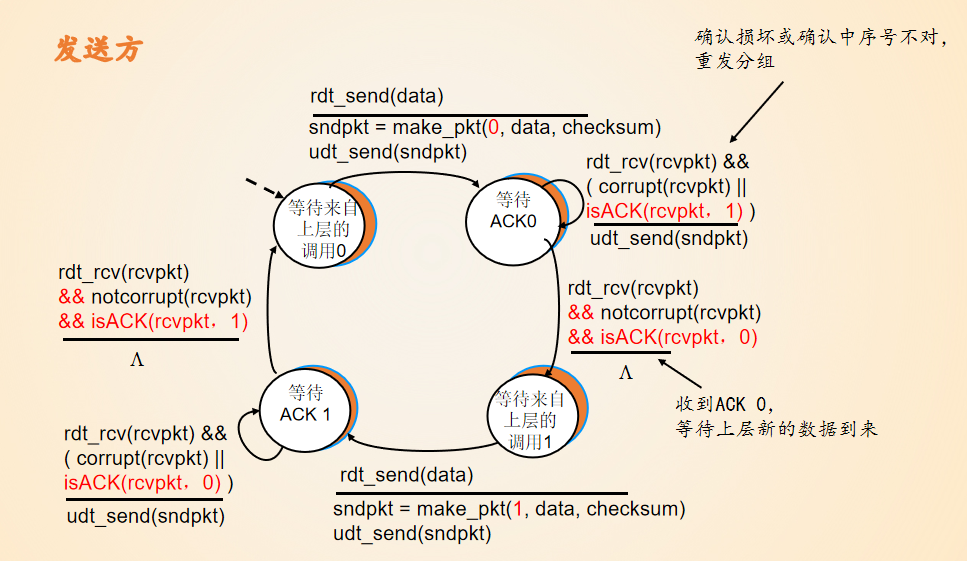 发送方
确认损坏或确认中序号不对，
重发分组
rdt_send(data)
sndpkt = make_pkt(0, data, checksum)
udt_send(sndpkt)
等待来自
上层的
调用0
等待
ACK0
rdt_rcv(rcvpkt) &&
( corrupt(rcvpkt) ||
isACK(rcvpkt，1) )
udt_send(sndpkt)
rdt_rcv(rcvpkt)
&& notcorrupt(rcvpkt)
&& isACK(rcvpkt，1)
Λ
rdt_rcv(rcvpkt)
&& notcorrupt(rcvpkt)
&& isACK(rcvpkt，0)
Λ
收到ACK 0，
等待上层新的数据到来
等待
ACK 1
等待来自
上层的
调用1
rdt_rcv(rcvpkt) &&
( corrupt(rcvpkt) ||
isACK(rcvpkt，0) )
udt_send(sndpkt)
rdt_send(data)
sndpkt = make_pkt(1, data, checksum)
udt_send(sndpkt)